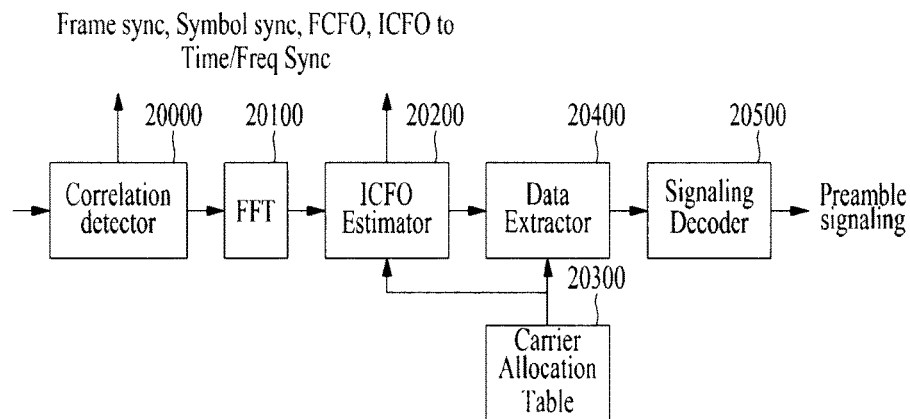 Frame sync, Symbol sync, FCFO, ICFO to
Time/Freq Sync
20000
20100
20200
20400
20500
Correlation
detector
FFT
ICFO
Estimator
Data
Extractor
Signaling
Decoder
Preamble
signaling
20300
Carrier
Allocation
Table